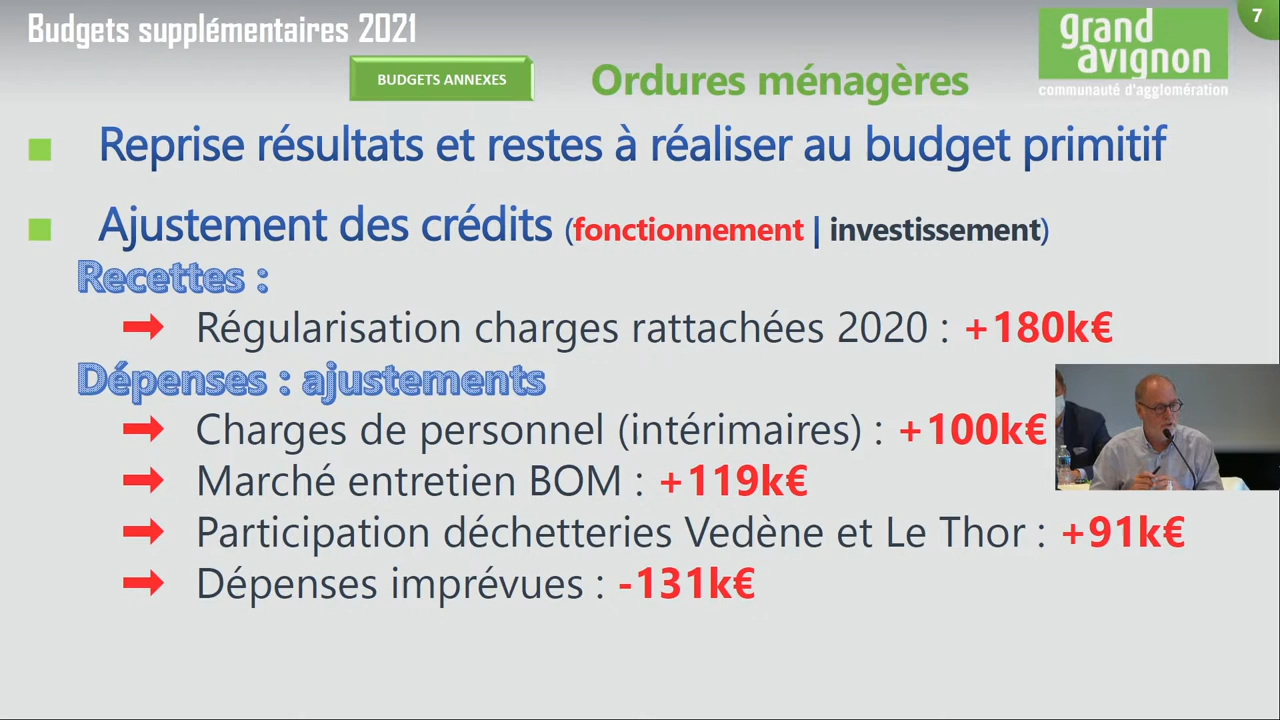 Budgets supplémentaires 2021
7
grand
avignon
communauté d'agglomération
BUDGETS ANNEXES
Ordures ménagères
Reprise résultats et restes à réaliser au budget primitif
Ajustement des crédits (fonctionnement | investissement)
Recettes :
Régularisation charges rattachées 2020 : +180k€
Dépenses : ajustements
Charges de personnel (intérimaires) : +100k€
Marché entretien BOM : +119k€
Participation déchetteries Vedène et Le Thor : +91k€
Dépenses imprévues : -131k€